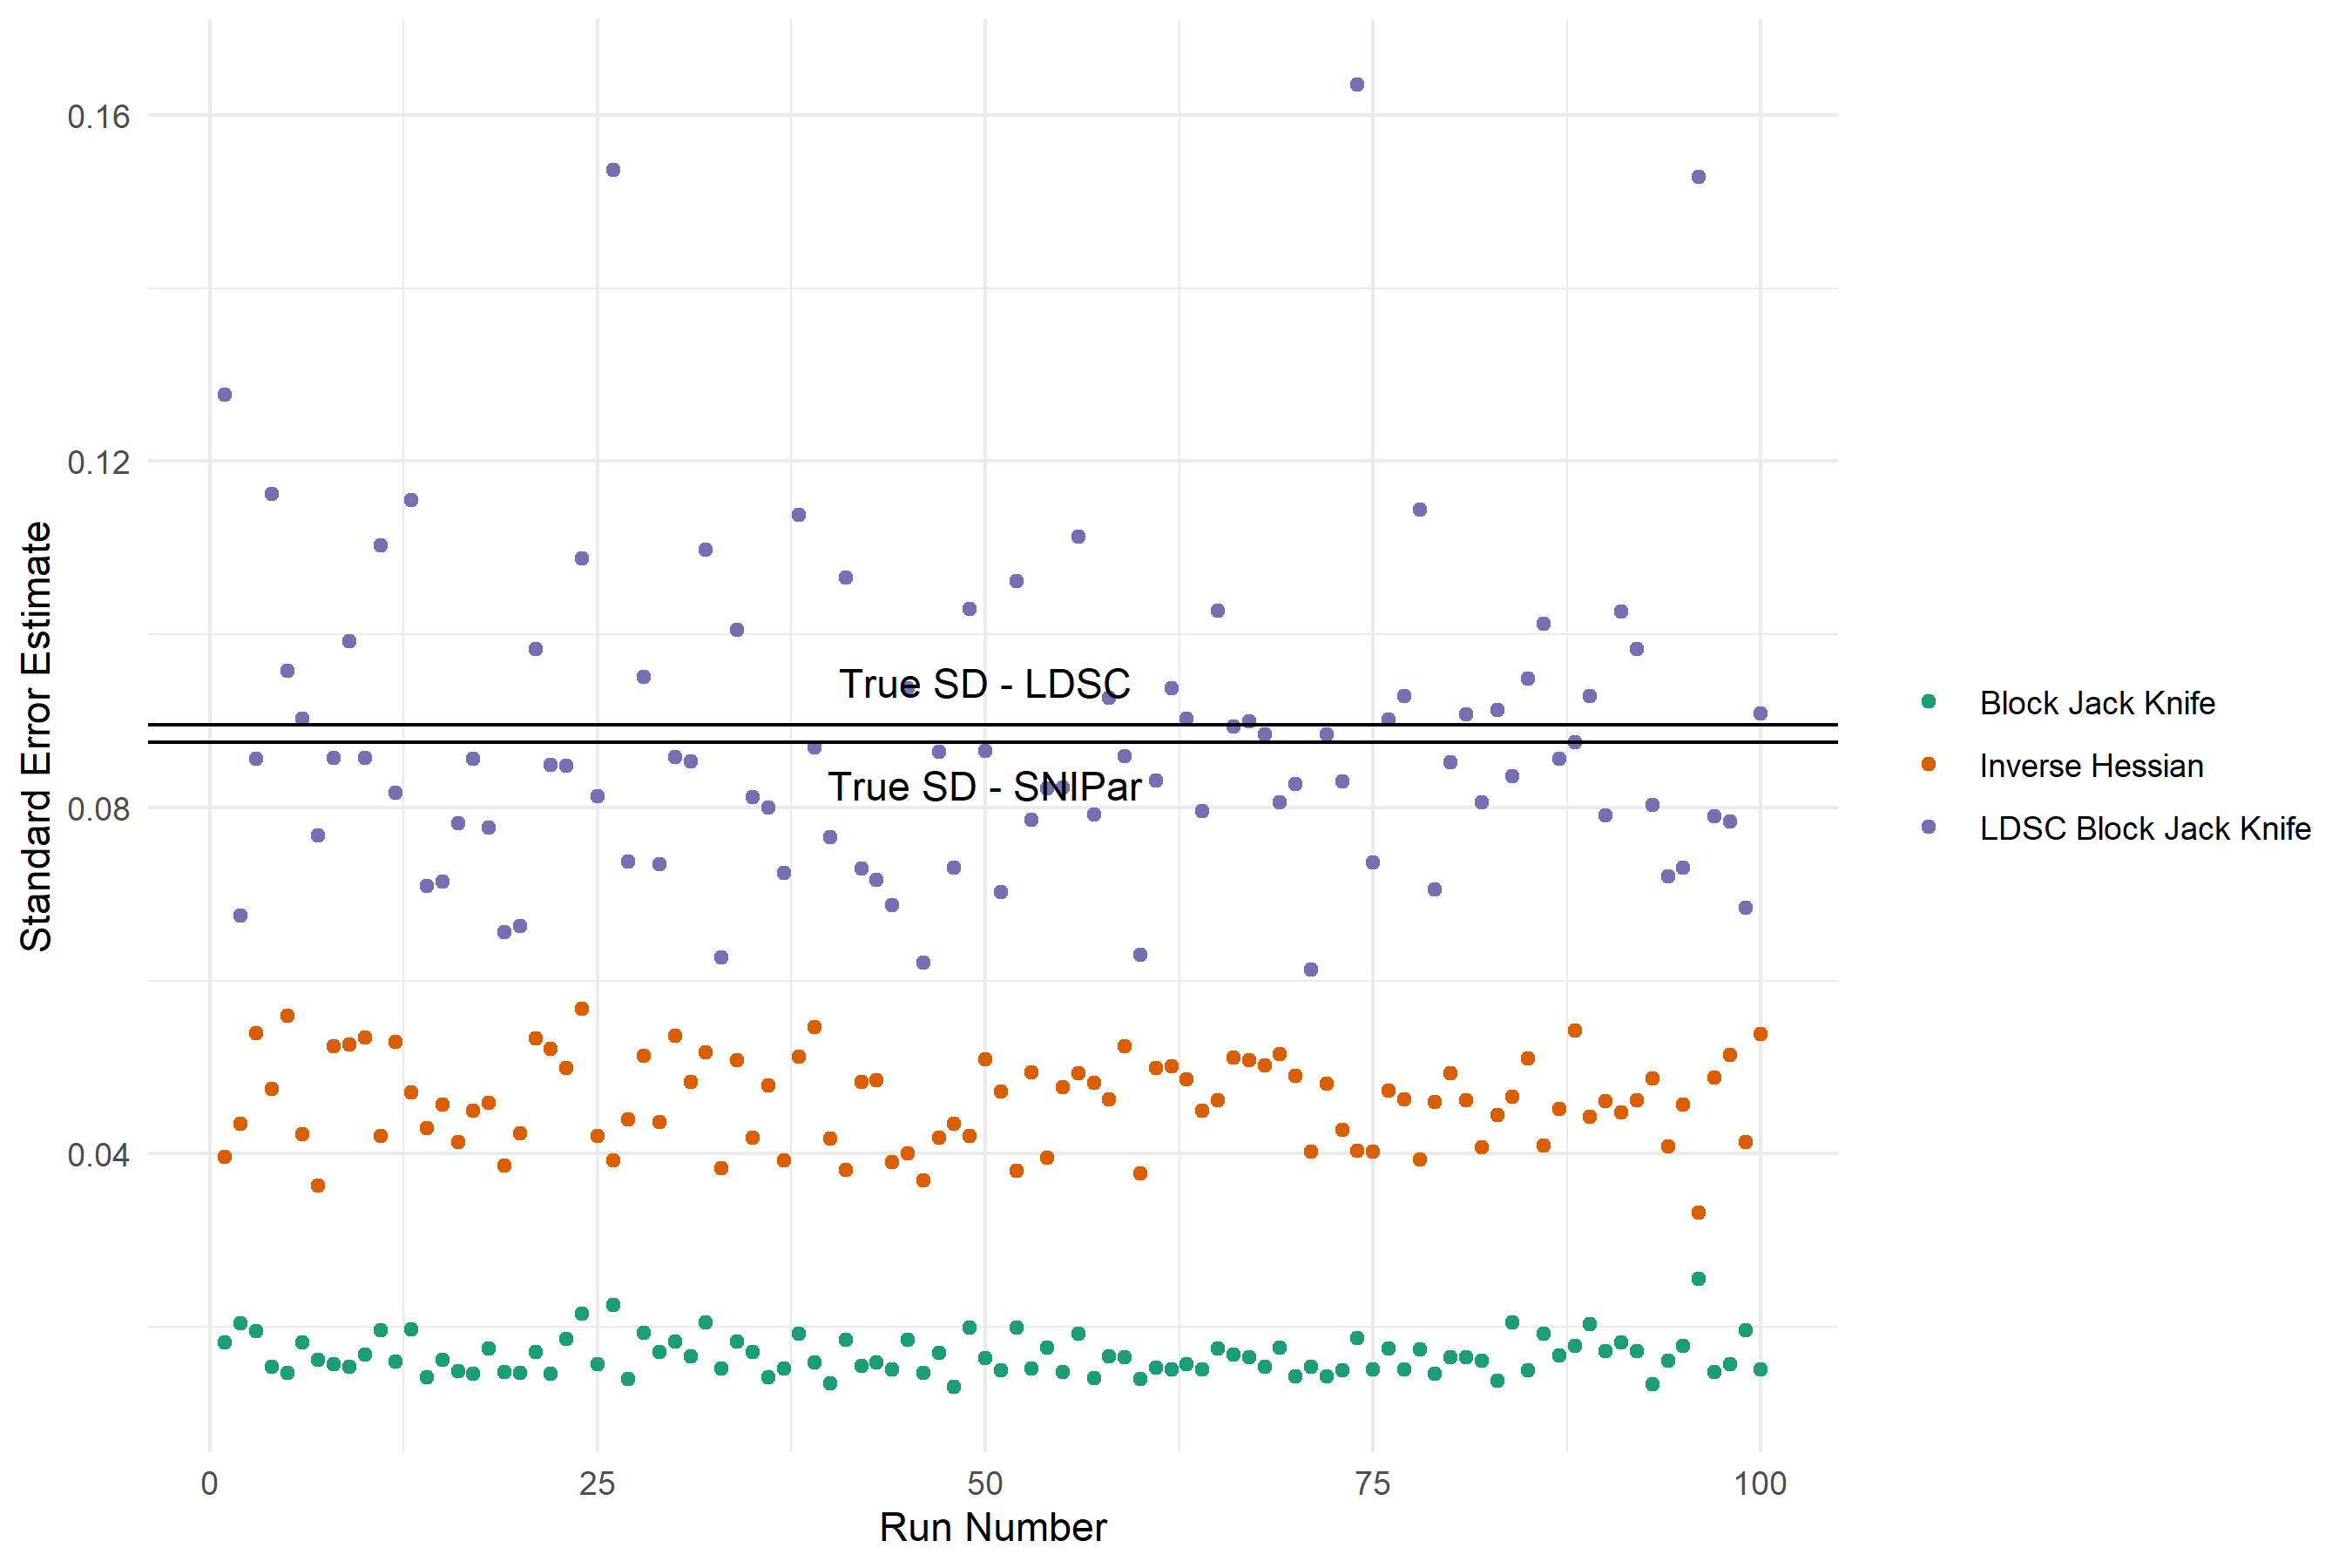 0.16
0.12
0.08
0.04
Standard Error Estimate
True SD - LDSC
True SD - SNIPar
0
25
50
75
100
Run Number
Block Jack Knife
Inverse Hessian
LDSC Block Jack Knife